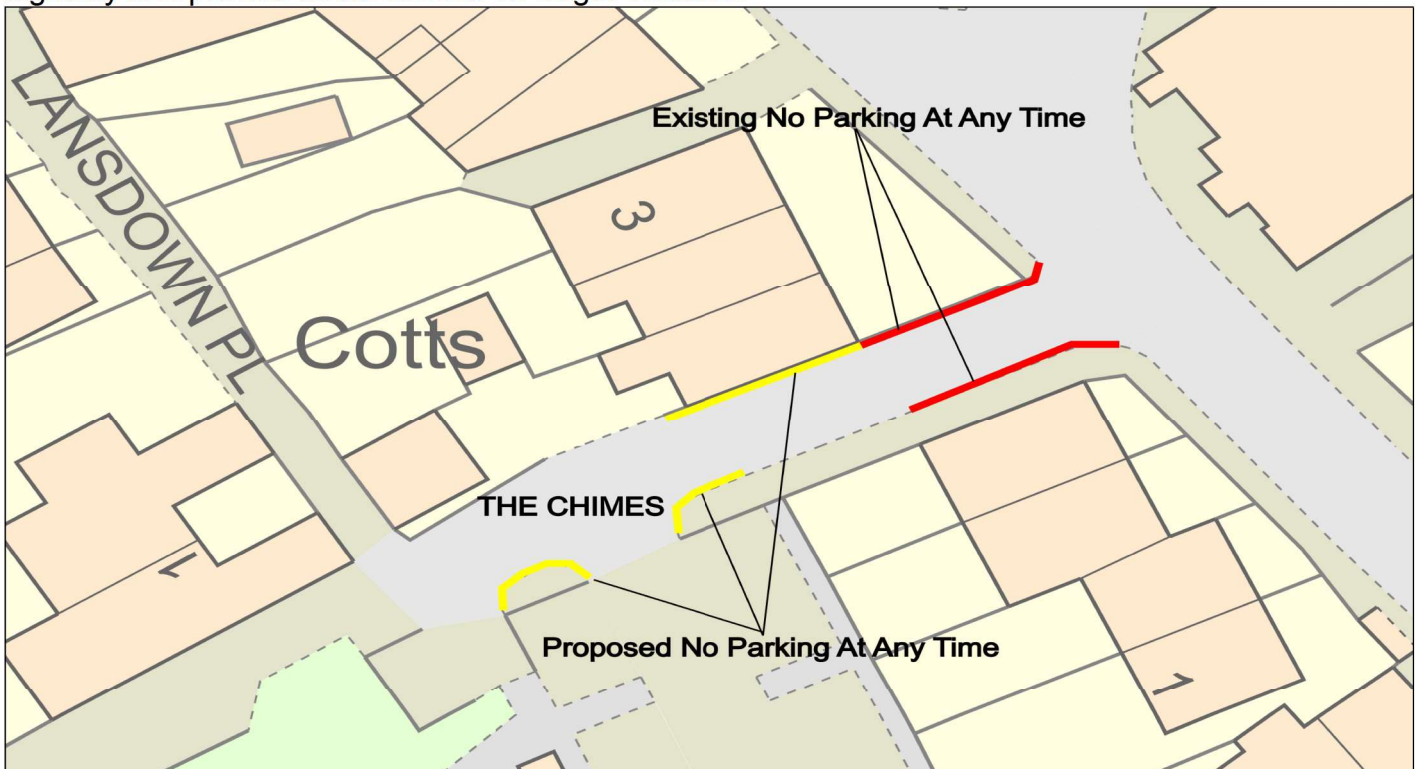 Existing No Parking At Any Time
LANSDOWN PL
3
Cotts
THE CHIMES
1
Proposed No Parking At Any Time
1